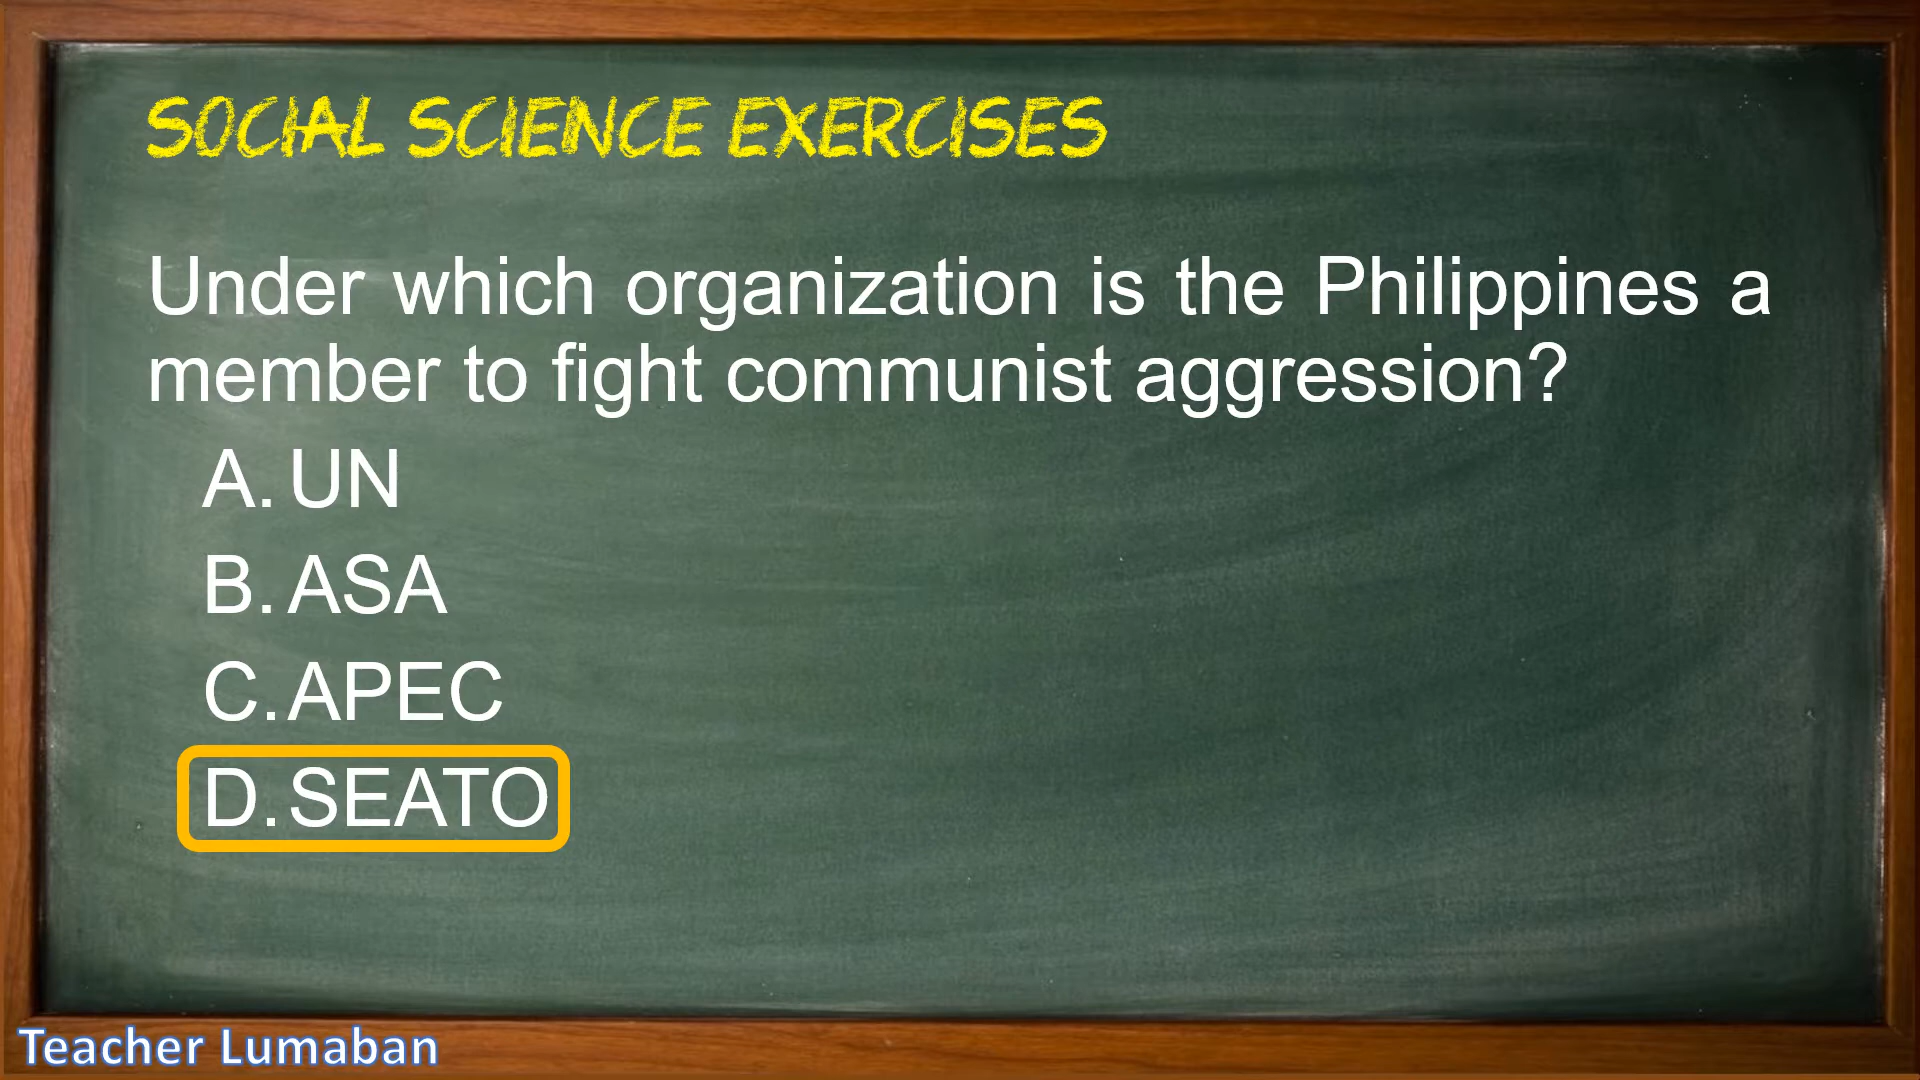 SOCIAL SCIENCE EXERCISES
Under which organization is the Philippines a
member to fight communist aggression?
A. UN
B. ASA
C. APEC
D. SEATO
Teacher Lumaban